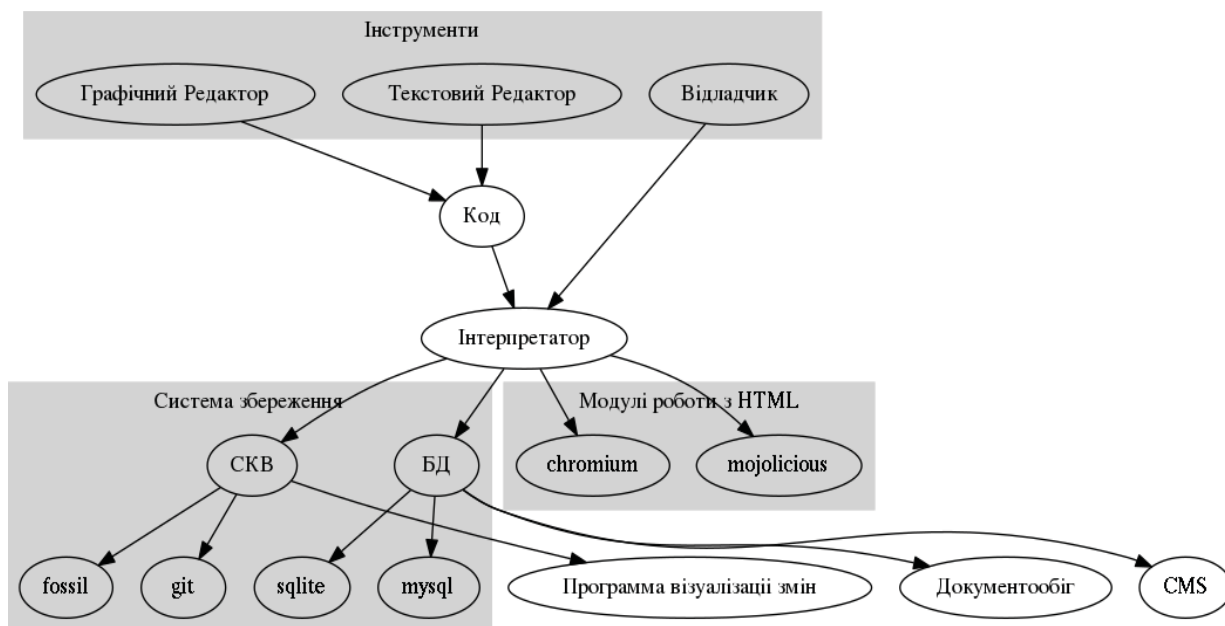 Інструменти
Графічний Редактор
Текстовий Редактор
Відладчик
Код
Інтерпретатор
Система збереження
Модулі роботи з HTML
СКВ
БД
chromium
mojolicious
fossil
git
sqlite
mysql
Программа візуалізаціі змін
Документообіг
CMS